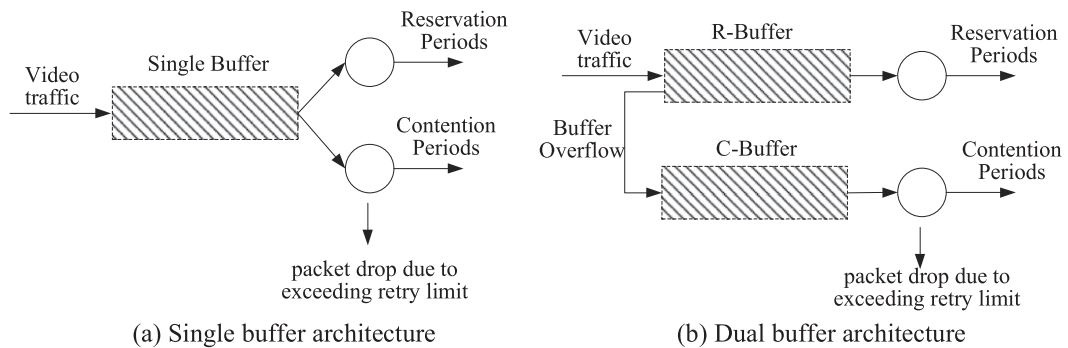 Reservation
Periods
Video
traffic
Single Buffer
Contention
Periods
packet drop due to
exceeding retry limit
(a) Single buffer architecture
Video
traffic
R-Buffer
Reservation
Periods
Buffer
Overflow
C-Buffer
Contention
Periods
packet drop due to
exceeding retry limit
(b) Dual buffer architecture